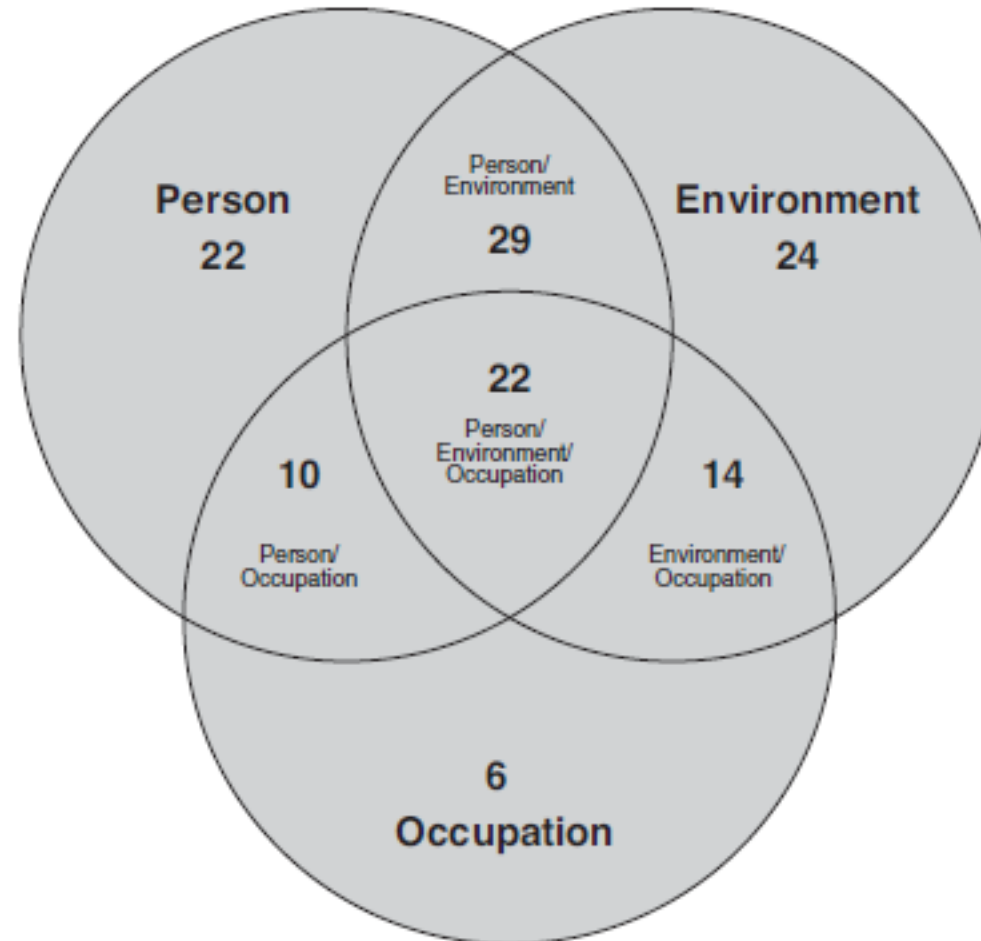 Person/
Environment
Person
Environment
29
22
24
22
Person/
Environment/
Occupation
10
14
Person/
Occupation
Environment/
Occupation
6
Occupation